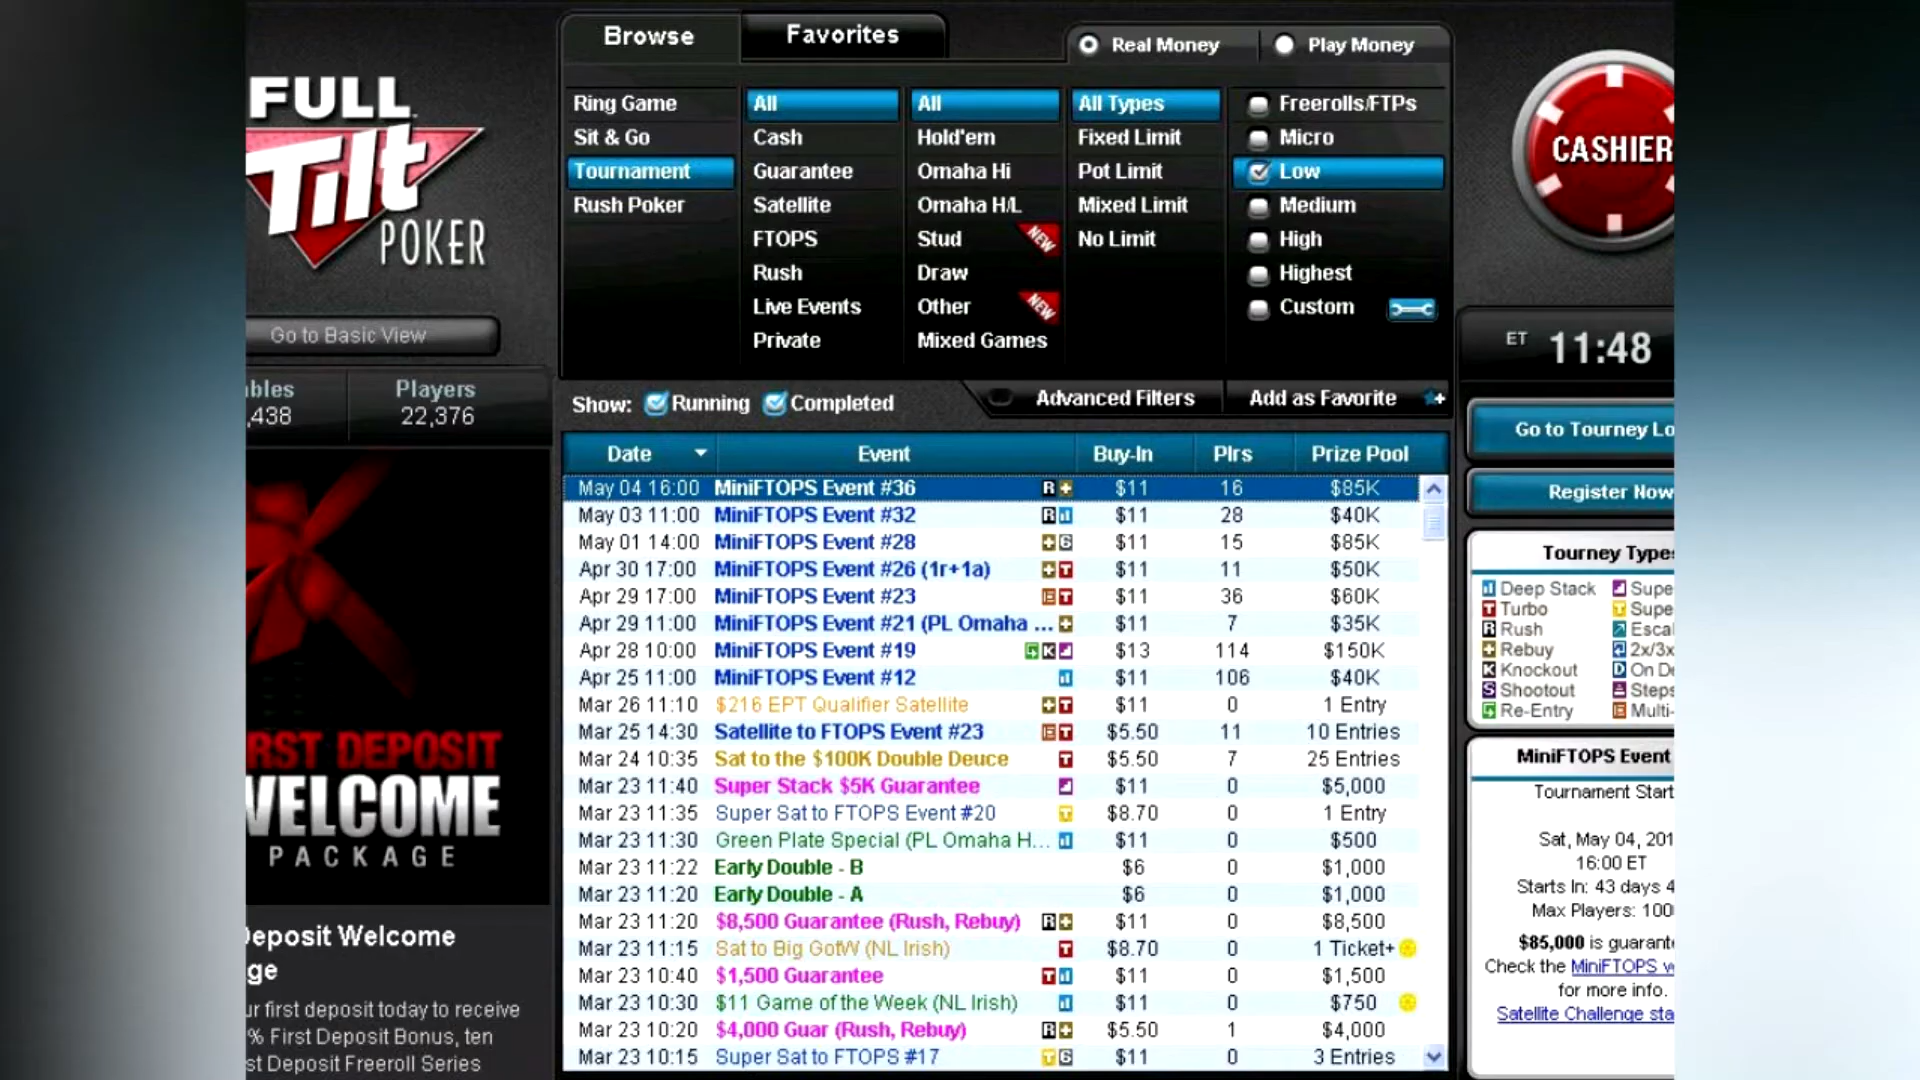 FULL
Tilt
POKER
Go to Basic View
bles
Players
,438
22,376
RST DEPOSIT
WELCOME
PACKAGE
Deposit Welcome
ge
ur first deposit today to receive
% First Deposit Bonus, ten
st Deposit Freeroll Series
Browse
Favorites
Real Money
Play Money
Ring Game
Sit & Go
Tournament
Rush Poker
All
Cash
Guarantee
Satellite
FTOPS
Rush
Live Events
Private
All
Hold'em
Omaha Hi
Omaha H/L
Stud NEW
Draw
Other NEW
Mixed Games
All Types
Fixed Limit
Pot Limit
Mixed Limit
No Limit
Freerolls/FTPs
Micro
Low
Medium
High
Highest
Custom
Show: Running Completed
Advanced Filters
Add as Favorite
Date Event Buy-In Plrs Prize Pool
May 04 16:00 MiniFTOPS Event #36 R $11 16 $85K
May 03 11:00 MiniFTOPS Event #32 R $11 28 $40K
May 01 14:00 MiniFTOPS Event #28 6 $11 15 $85K
Apr 30 17:00 MiniFTOPS Event #26 (1r+1a) T $11 11 $50K
Apr 29 17:00 MiniFTOPS Event #23 E T $11 36 $60K
Apr 29 11:00 MiniFTOPS Event #21 (PL Omaha ... $11 7 $35K
Apr 28 10:00 MiniFTOPS Event #19 K $13 114 $150K
Apr 25 11:00 MiniFTOPS Event #12 $11 106 $40K
Mar 26 11:10 $216 EPT Qualifier Satellite T $11 0 1 Entry
Mar 25 14:30 Satellite to FTOPS Event #23 E T $5.50 11 10 Entries
Mar 24 10:35 Sat to the $100K Double Deuce T $5.50 7 25 Entries
Mar 23 11:40 Super Stack $5K Guarantee $11 0 $5,000
Mar 23 11:35 Super Sat to FTOPS Event #20 $8.70 0 1 Entry
Mar 23 11:30 Green Plate Special (PL Omaha H... $11 0 $500
Mar 23 11:22 Early Double - B $6 0 $1,000
Mar 23 11:20 Early Double - A $6 0 $1,000
Mar 23 11:20 $8,500 Guarantee (Rush, Rebuy) R $11 0 $8,500
Mar 23 11:15 Sat to Big GotW (NL Irish) T $8.70 0 1 Ticket+
Mar 23 10:40 $1,500 Guarantee T $11 0 $1,500
Mar 23 10:30 $11 Game of the Week (NL Irish) $11 0 $750
Mar 23 10:20 $4,000 Guar (Rush, Rebuy) R $5.50 1 $4,000
Mar 23 10:15 Super Sat to FTOPS #17 6 $11 0 3 Entries
CASHIER
ET 11:48
Go to Tourney Lo
Register Now
Tourney Types
Deep Stack Supe
T Turbo Supe
R Rush Escal
Rebuy 2x/3x
K Knockout D On De
S Shootout Steps
Re-Entry E Multi-
MiniFTOPS Event
Tournament Start
Sat, May 04, 201
16:00 ET
Starts In: 43 days 4
Max Players: 100
$85,000 is guarant
Check the MiniFTOPS w
for more info.
Satellite Challenge sta